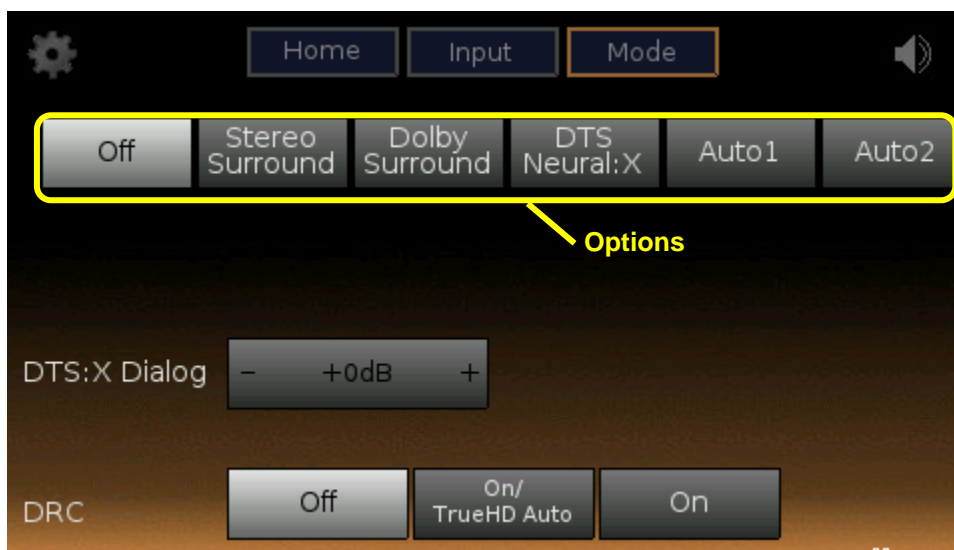 Home Input Mode
Off Stereo Surround Dolby Surround DTS Neural:X Auto1 Auto2
Options
DTS:X Dialog - +0dB +
DRC Off On/ TrueHD Auto On